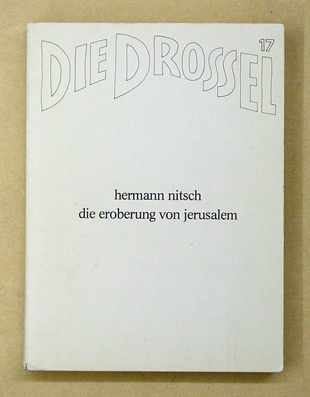 DIE DROSSEL
17
hermann nitsch
die eroberung von jerusalem